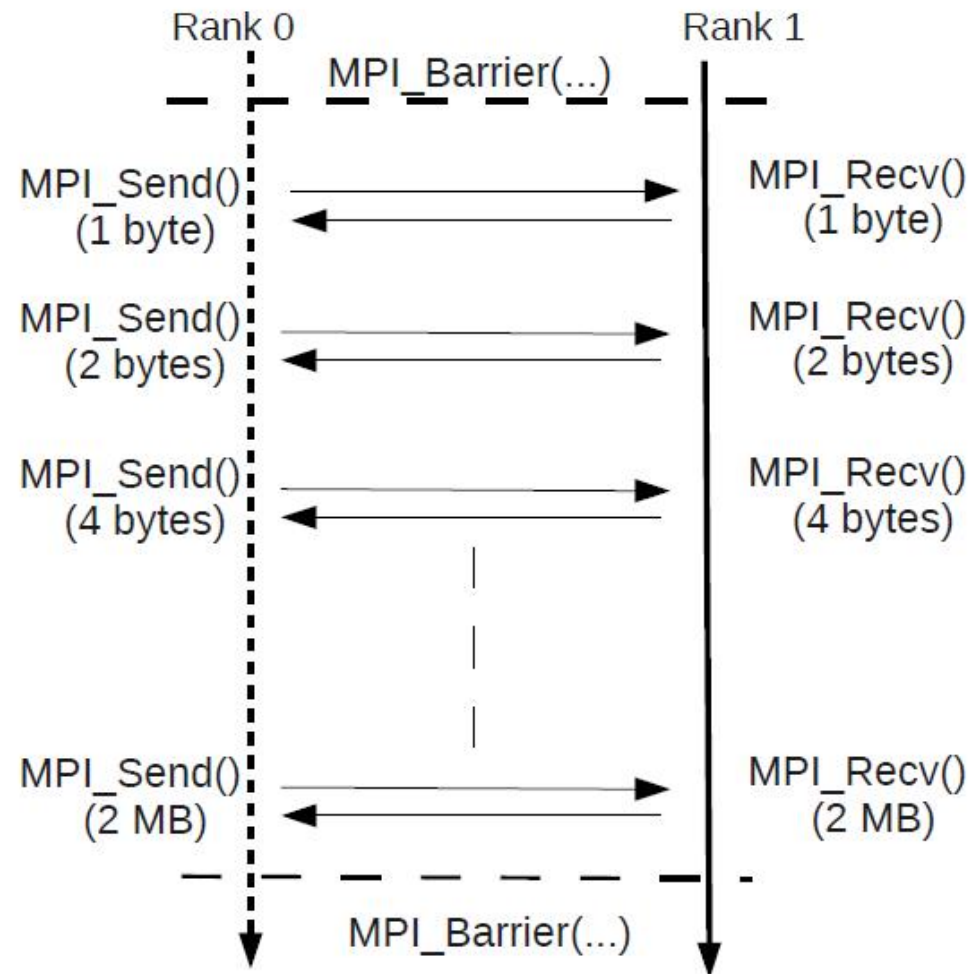 Rank 0
Rank 1
MPI_Barrier(...)
MPI_Send()
(1 byte)
MPI_Recv()
(1 byte)
MPI_Send()
(2 bytes)
MPI_Recv()
(2 bytes)
MPI_Send()
(4 bytes)
MPI_Recv()
(4 bytes)
MPI_Send()
(2 MB)
MPI_Recv()
(2 MB)
MPI_Barrier(...)